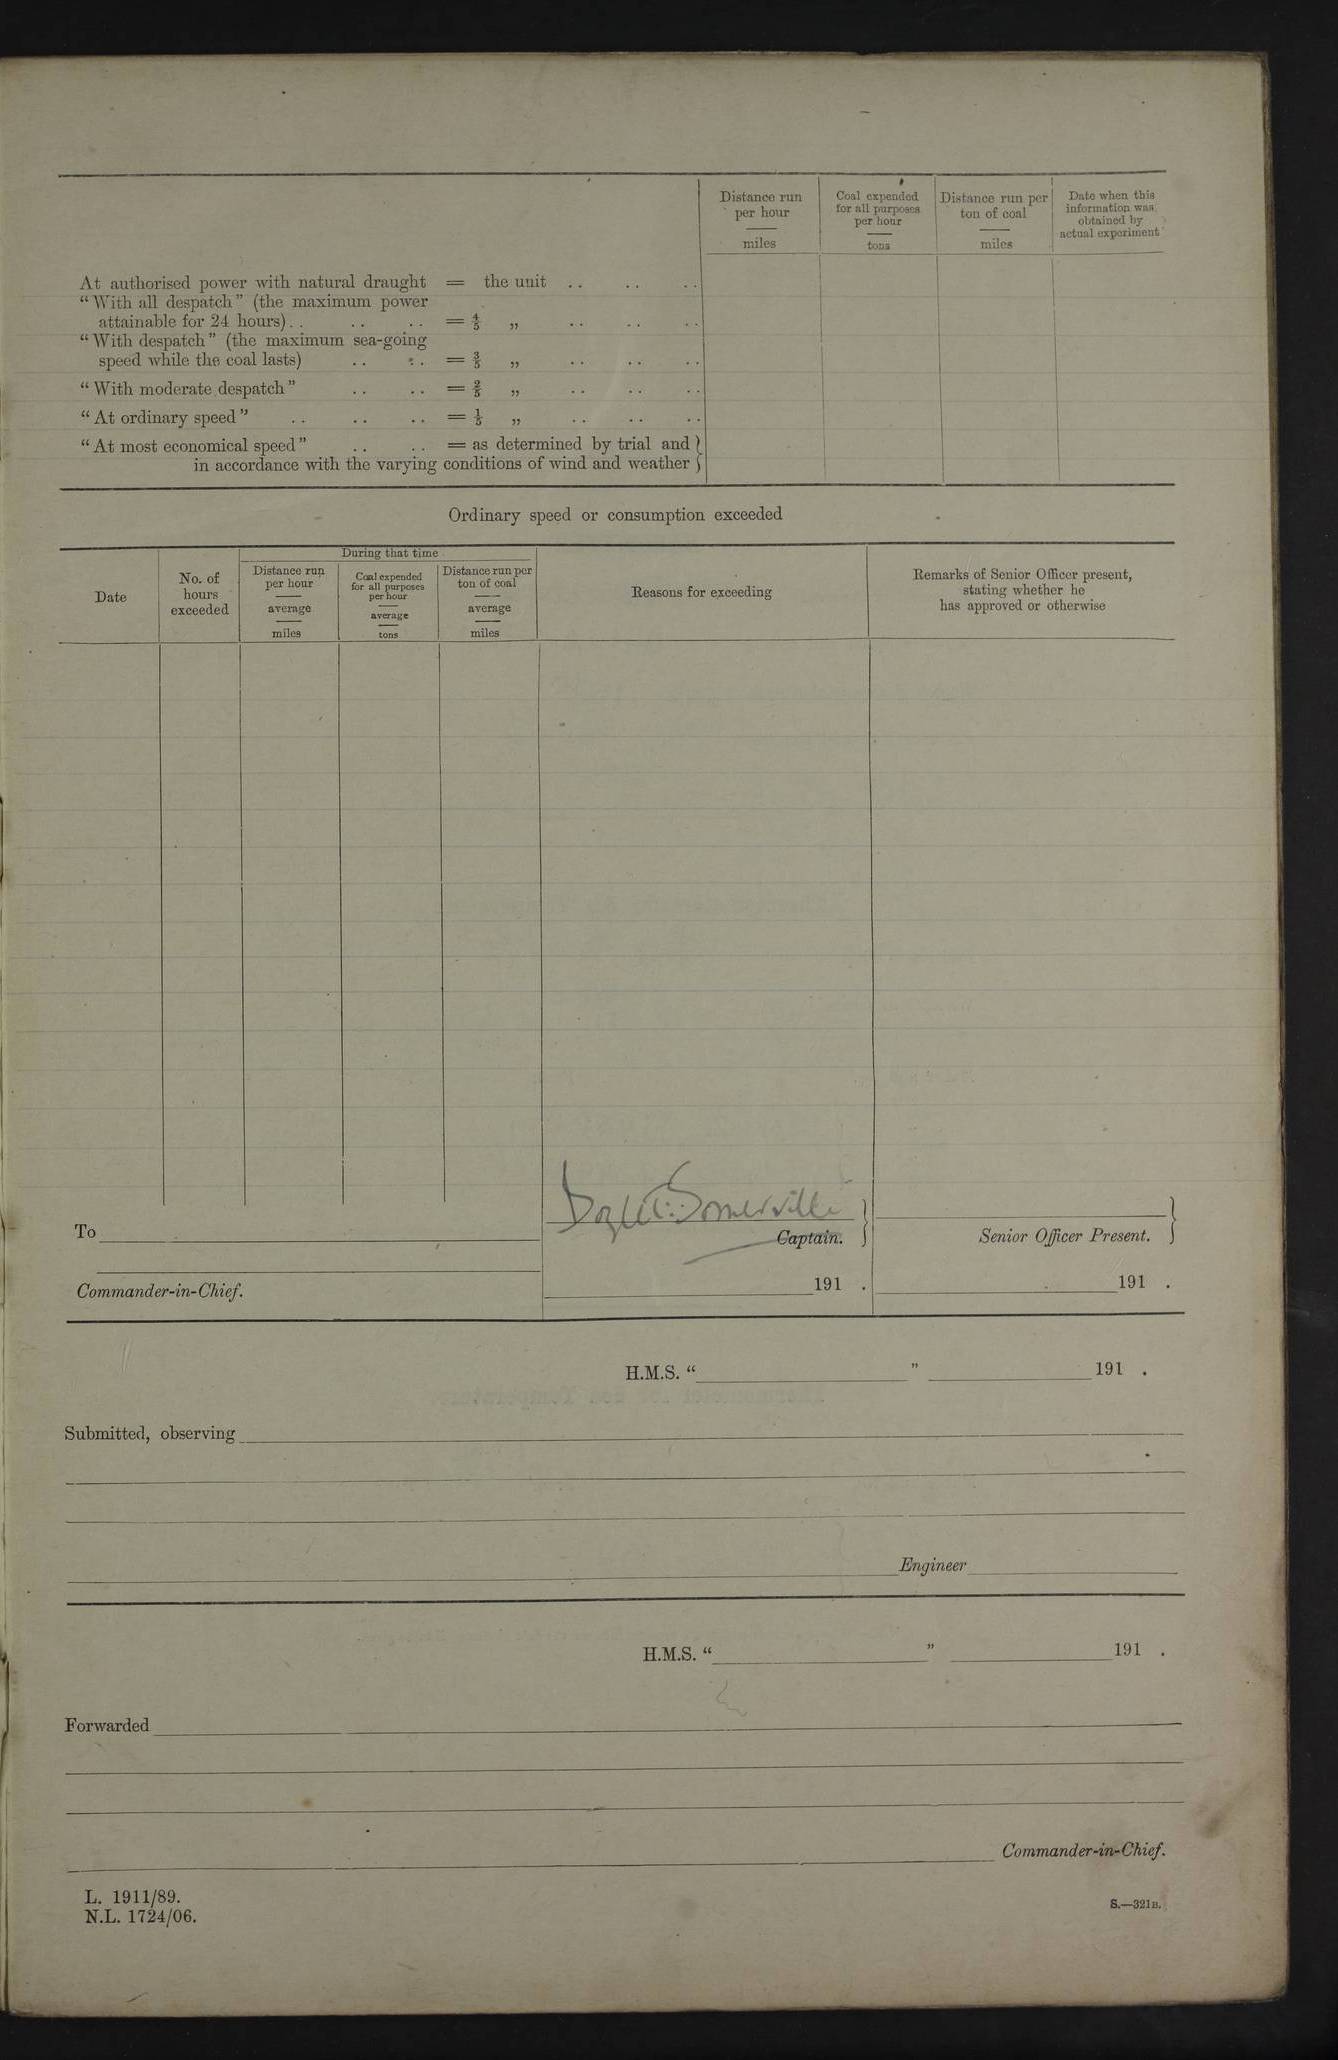 Distance run per hour miles
Coal expended for all purposes per hour tons
Distance run per ton of coal miles
Date when this information was obtained by actual experiment
At authorised power with natural draught = the unit .. .. ..
"With all despatch" (the maximum power
attainable for 24 hours).. .. .. = 4/5 „ .. .. ..
"With despatch" (the maximum sea-going
speed while the coal lasts) .. .. = 3/5 „ .. .. ..
"With moderate despatch" .. .. = 2/5 „ .. .. ..
"At ordinary speed" .. .. .. = 1/5 „ .. .. ..
"At most economical speed" .. .. = as determined by trial and }
in accordance with the varying conditions of wind and weather }
Ordinary speed or consumption exceeded
During that time
Date
No. of hours exceeded
Distance run per hour average miles
Coal expended for all purposes per hour average tons
Distance run per ton of coal average miles
Reasons for exceeding
Remarks of Senior Officer present, stating whether he has approved or otherwise
Somerville
To
Captain. }
Senior Officer Present. }
Commander-in-Chief.
191 .
191 .
H.M.S. " " 191 .
Thermometer for Sea Temperature.
Submitted, observing
Engineer
H.M.S. " " 191 .
Forwarded
Commander-in-Chief.
L. 1911/89.
N.L. 1724/06.
S.—321B.